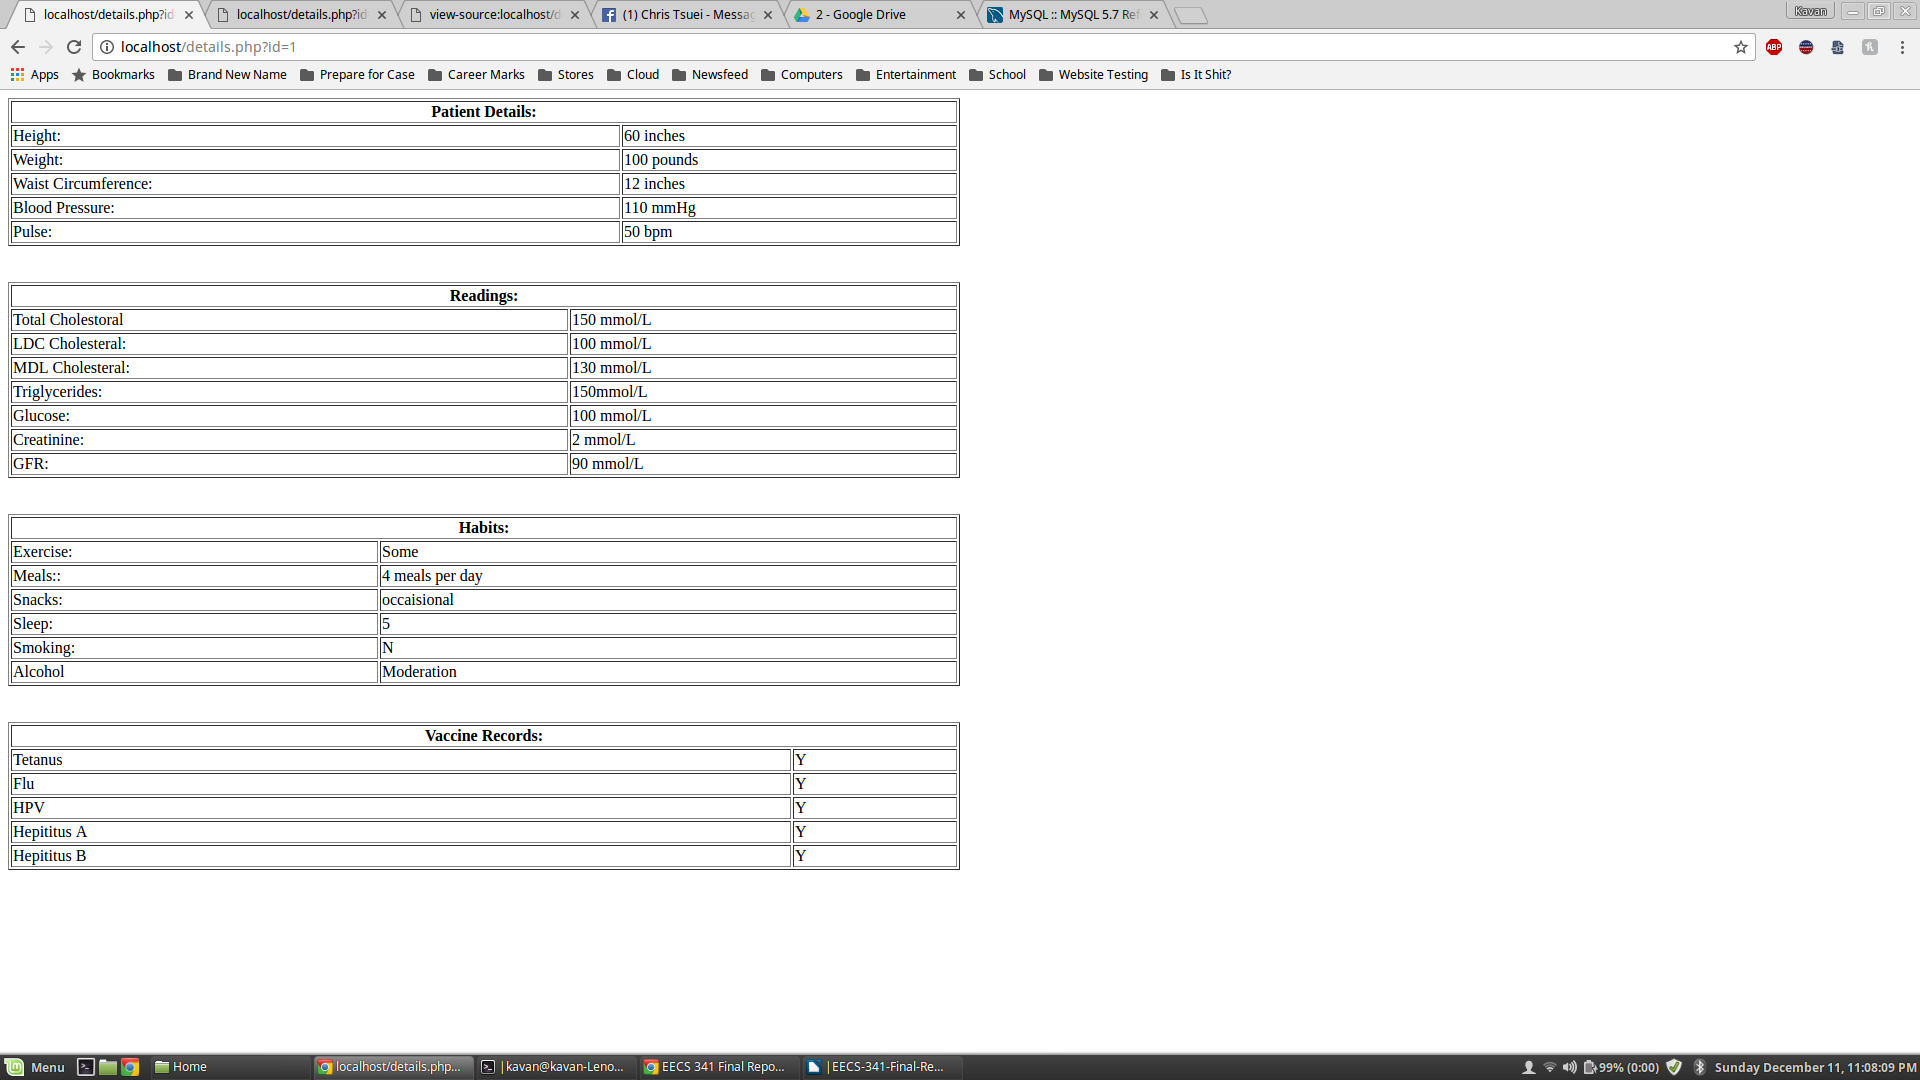 localhost/details.php?id
localhost/details.php?id
view-source:localhost/d
(1) Chris Tsuei - Messag
2 - Google Drive
MySQL :: MySQL 5.7 Ref
Kavan
localhost/details.php?id=1
ABP
Apps
Bookmarks
Brand New Name
Prepare for Case
Career Marks
Stores
Cloud
Newsfeed
Computers
Entertainment
School
Website Testing
Is It Shit?
Patient Details:
Height: 60 inches
Weight: 100 pounds
Waist Circumference: 12 inches
Blood Pressure: 110 mmHg
Pulse: 50 bpm
Readings:
Total Cholestoral 150 mmol/L
LDC Cholesteral: 100 mmol/L
MDL Cholesteral: 130 mmol/L
Triglycerides: 150mmol/L
Glucose: 100 mmol/L
Creatinine: 2 mmol/L
GFR: 90 mmol/L
Habits:
Exercise: Some
Meals:: 4 meals per day
Snacks: occaisional
Sleep: 5
Smoking: N
Alcohol Moderation
Vaccine Records:
Tetanus Y
Flu Y
HPV Y
Hepititus A Y
Hepititus B Y
Menu
Home
localhost/details.php...
|kavan@kavan-Leno...
EECS 341 Final Repo...
|EECS-341-Final-Re...
99% (0:00)
Sunday December 11, 11:08:09 PM